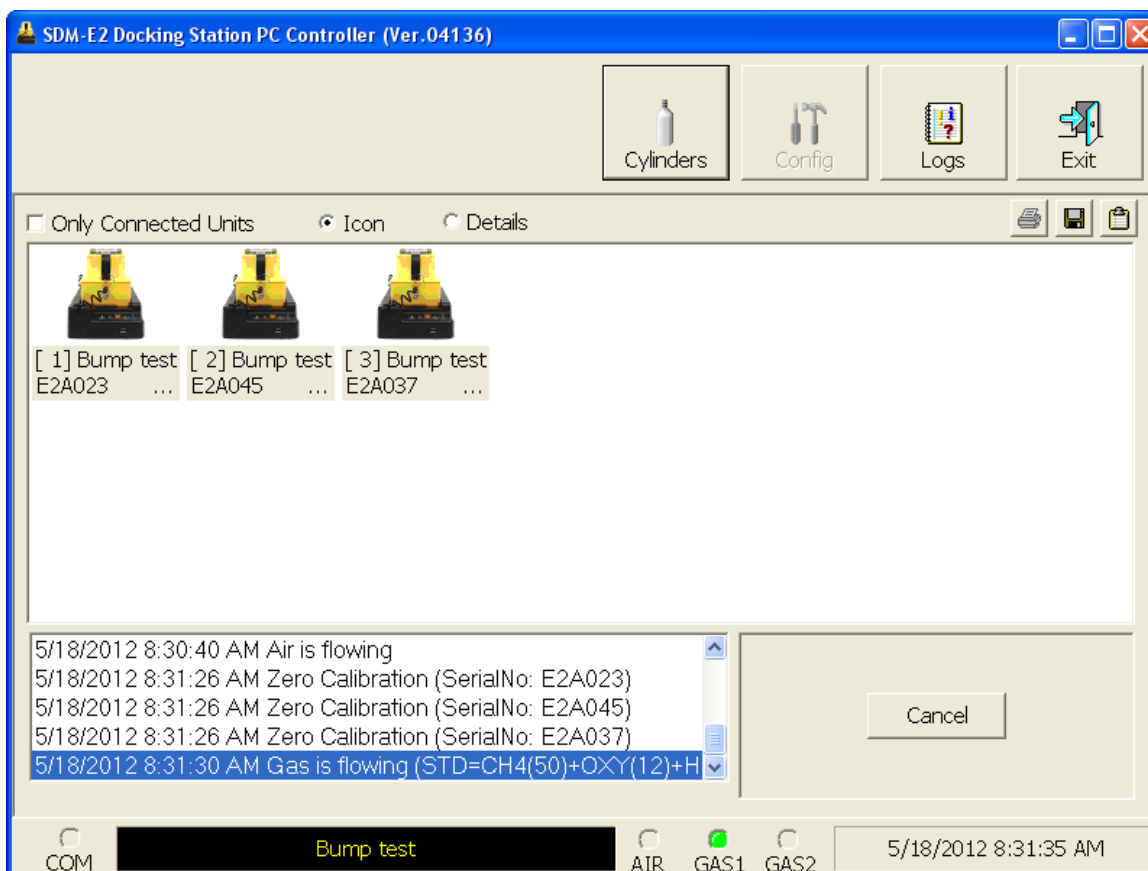 SDM-E2 Docking Station PC Controller (Ver.04136)
Cylinders
Config
Logs
Exit
Only Connected Units
Icon
Details
[ 1] Bump test
E2A023 ...
[ 2] Bump test
E2A045 ...
[ 3] Bump test
E2A037 ...
5/18/2012 8:30:40 AM Air is flowing
5/18/2012 8:31:26 AM Zero Calibration (SerialNo: E2A023)
5/18/2012 8:31:26 AM Zero Calibration (SerialNo: E2A045)
5/18/2012 8:31:26 AM Zero Calibration (SerialNo: E2A037)
5/18/2012 8:31:30 AM Gas is flowing (STD=CH4(50)+OXY(12)+H
Cancel
COM
Bump test
AIR
GAS1
GAS2
5/18/2012 8:31:35 AM